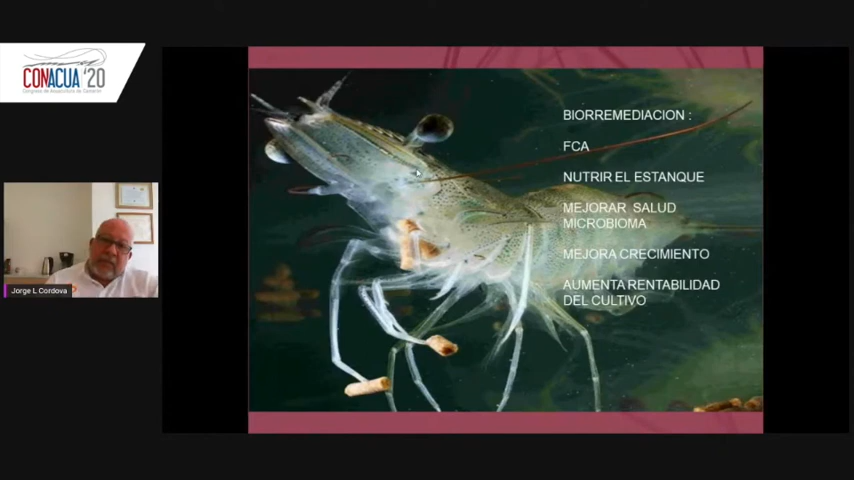 CONACUA '20
Congreso de Acuacultura de Camarón
Jorge L Cordova
BIORREMEDIACION :
FCA
NUTRIR EL ESTANQUE
MEJORAR SALUD
MICROBIOMA
MEJORA CRECIMIENTO
AUMENTA RENTABILIDAD
DEL CULTIVO